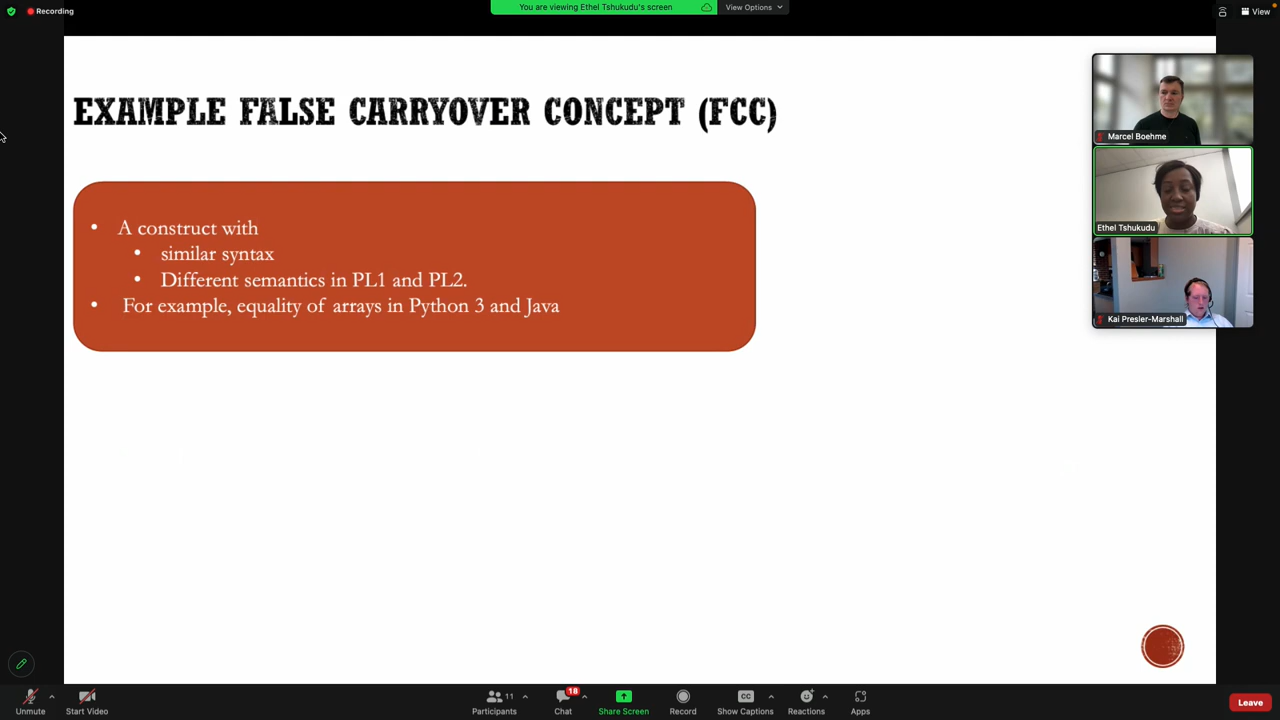 Recording
You are viewing Ethel Tshukudu's screen
View Options
View
EXAMPLE FALSE CARRYOVER CONCEPT (FCC)
• A construct with
• similar syntax
• Different semantics in PL1 and PL2.
• For example, equality of arrays in Python 3 and Java
Marcel Boehme
Ethel Tshukudu
Kai Presler-Marshall
Unmute
Start Video
11
Participants
18
Chat
Share Screen
Record
CC
Show Captions
Reactions
Apps
Leave